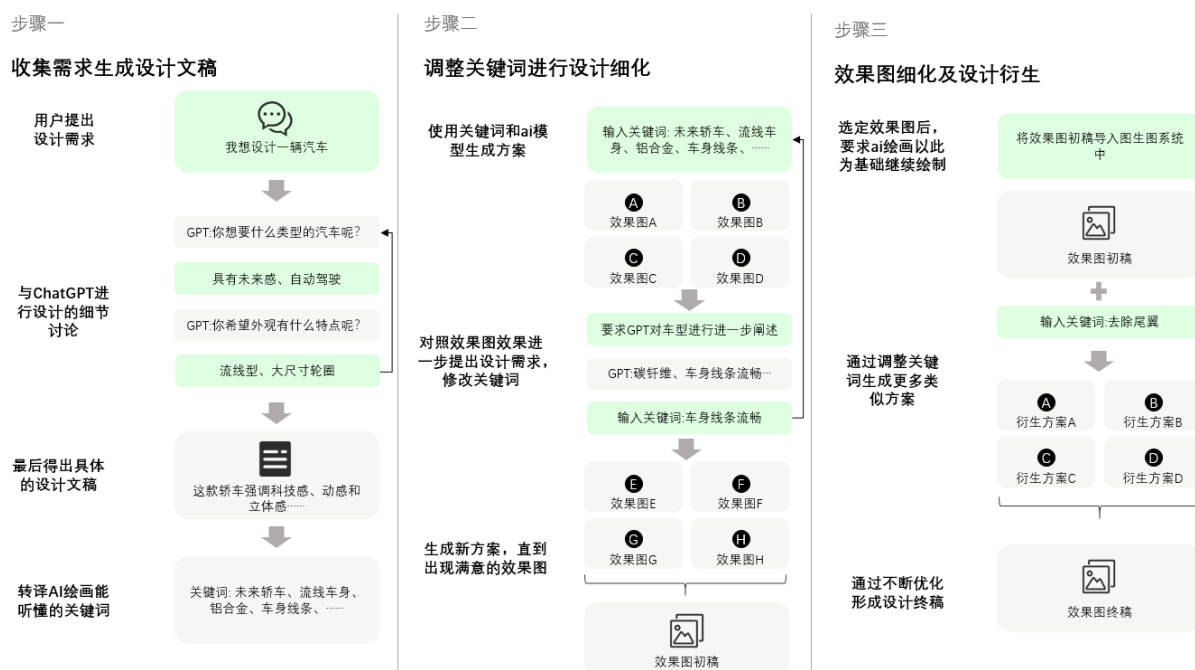 步骤一
收集需求生成设计文稿
用户提出
设计需求
我想设计一辆汽车
与ChatGPT进
行设计的细节
讨论
GPT:你想要什么类型的汽车呢?
具有未来感、自动驾驶
GPT:你希望外观有什么特点呢?
流线型、大尺寸轮圈
最后得出具体
的设计文稿
这款轿车强调科技感、动感和
立体感······
转译AI绘画能
听懂的关键词
关键词: 未来轿车、流线车身、
铝合金、车身线条、······
步骤二
调整关键词进行设计细化
使用关键词和ai模
型生成方案
输入关键词: 未来轿车、流线车
身、铝合金、车身线条、······
A
效果图A
B
效果图B
C
效果图C
D
效果图D
对照效果图效果进
一步提出设计需求,
修改关键词
要求GPT对车型进行进一步阐述
GPT:碳钎维、车身线条流畅···
输入关键词:车身线条流畅
E
效果图E
F
效果图F
G
效果图G
H
效果图H
生成新方案，直到
出现满意的效果图
效果图初稿
步骤三
效果图细化及设计衍生
选定效果图后，
要求ai绘画以此
为基础继续绘制
将效果图初稿导入图生图系统
中
效果图初稿
输入关键词:去除尾翼
通过调整关键
词生成更多类
似方案
A
衍生方案A
B
衍生方案B
C
衍生方案C
D
衍生方案D
通过不断优化
形成设计终稿
效果图终稿